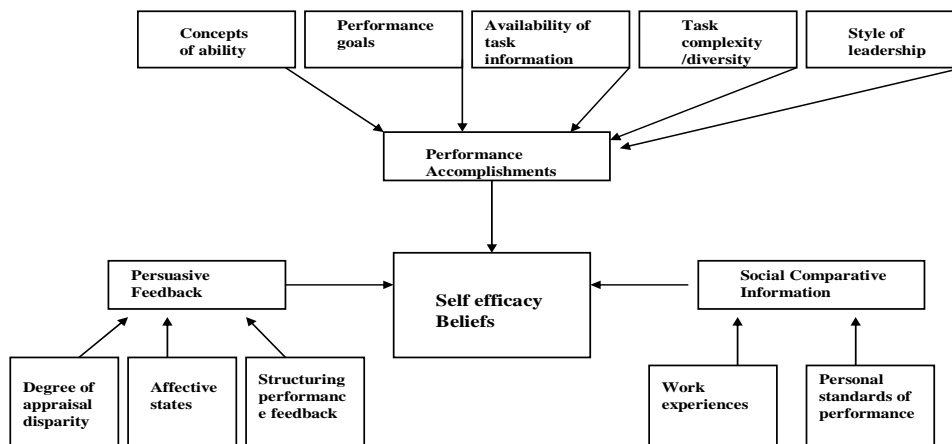 Concepts
of ability
Performance
goals
Availability of
task
information
Task
complexity
/diversity
Style of
leadership
Performance
Accomplishments
Persuasive
Feedback
Self efficacy
Beliefs
Social Comparative
Information
Degree of
appraisal
disparity
Affective
states
Structuring
performanc
e feedback
Work
experiences
Personal
standards of
performance